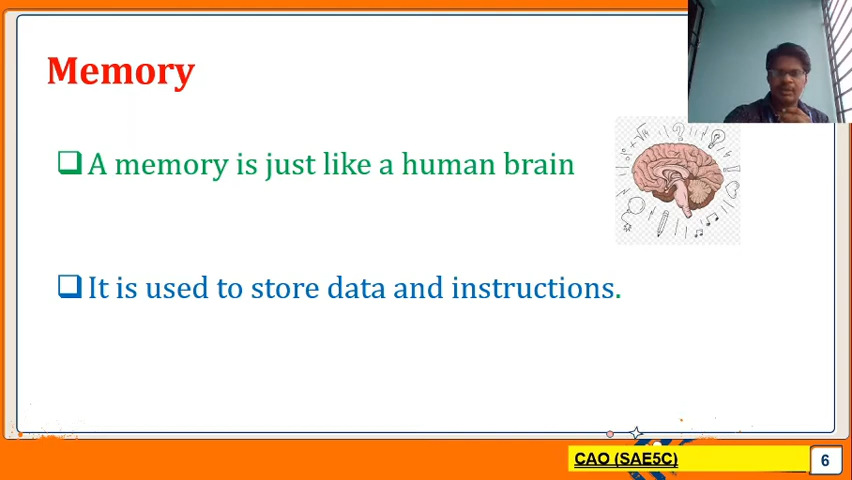 Memory
A memory is just like a human brain
It is used to store data and instructions.
CAO (SAE5C)
6